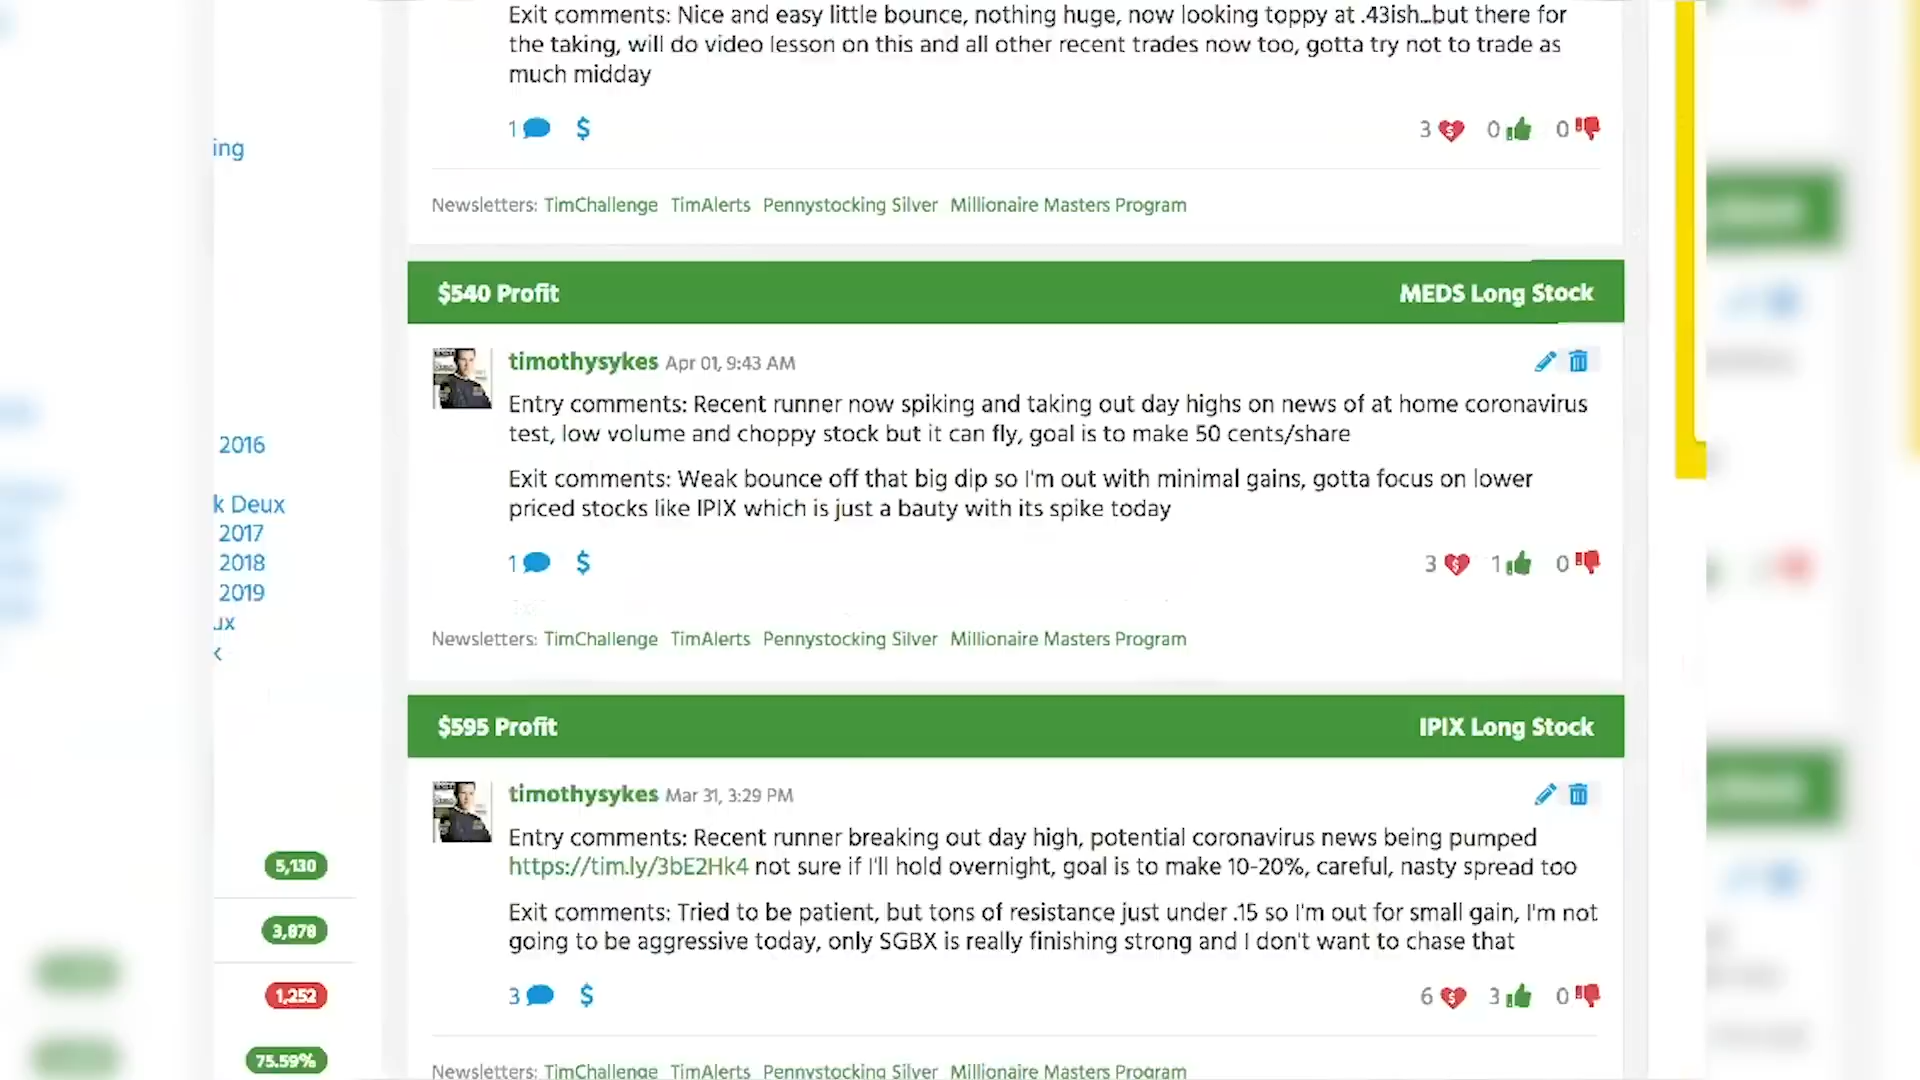 Exit comments: Nice and easy little bounce, nothing huge, now looking toppy at .43ish...but there for
the taking, will do video lesson on this and all other recent trades now too, gotta try not to trade as
much midday
1 $ 3 0 0
Newsletters: TimChallenge TimAlerts Pennystocking Silver Millionaire Masters Program
$540 Profit MEDS Long Stock
timothysykes Apr 01, 9:43 AM
Entry comments: Recent runner now spiking and taking out day highs on news of at home coronavirus
test, low volume and choppy stock but it can fly, goal is to make 50 cents/share
Exit comments: Weak bounce off that big dip so I'm out with minimal gains, gotta focus on lower
priced stocks like IPIX which is just a bauty with its spike today
1 $ 3 1 0
Newsletters: TimChallenge TimAlerts Pennystocking Silver Millionaire Masters Program
$595 Profit IPIX Long Stock
timothysykes Mar 31, 3:29 PM
Entry comments: Recent runner breaking out day high, potential coronavirus news being pumped
https://tim.ly/3bE2Hk4 not sure if I'll hold overnight, goal is to make 10-20%, careful, nasty spread too
Exit comments: Tried to be patient, but tons of resistance just under .15 so I'm out for small gain, I'm not
going to be aggressive today, only SGBX is really finishing strong and I don't want to chase that
3 $ 6 3 0
Newsletters: TimChallenge TimAlerts Pennystocking Silver Millionaire Masters Program
ing
2016
k Deux
2017
2018
2019
ux
k
5,130
3,878
1,252
75.59%